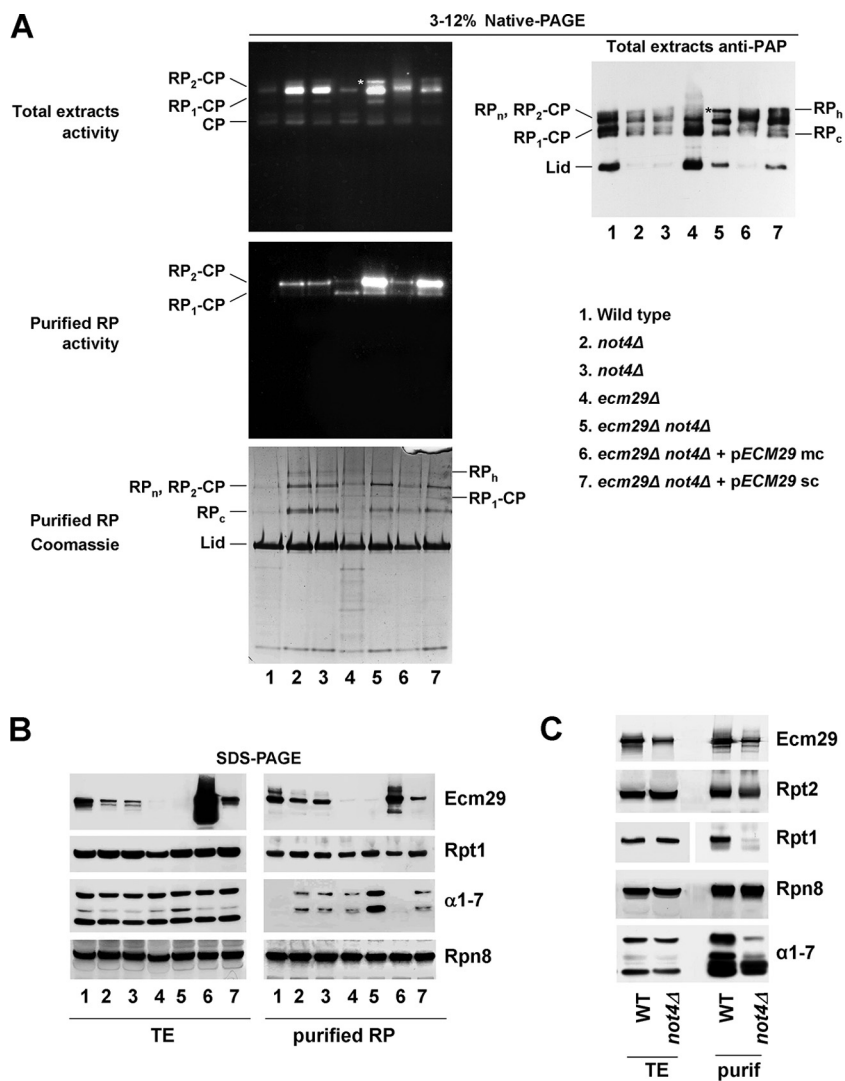 A
3-12% Native-PAGE
Total extracts anti-PAP
Total extracts
activity
RP2-CP
RP1-CP
CP
*
RPn, RP2-CP
RP1-CP
Lid
*
RPh
RPc
1 2 3 4 5 6 7
Purified RP
activity
RP2-CP
RP1-CP
1. Wild type
2. not4Δ
3. not4Δ
4. ecm29Δ
5. ecm29Δ not4Δ
6. ecm29Δ not4Δ + pECM29 mc
7. ecm29Δ not4Δ + pECM29 sc
Purified RP
Coomassie
RPn, RP2-CP
RPc
Lid
RPh
RP1-CP
1 2 3 4 5 6 7
B
SDS-PAGE
Ecm29
Rpt1
α1-7
Rpn8
1 2 3 4 5 6 7
1 2 3 4 5 6 7
TE
purified RP
C
Ecm29
Rpt2
Rpt1
Rpn8
α1-7
WT
not4Δ
WT
not4Δ
TE
purif